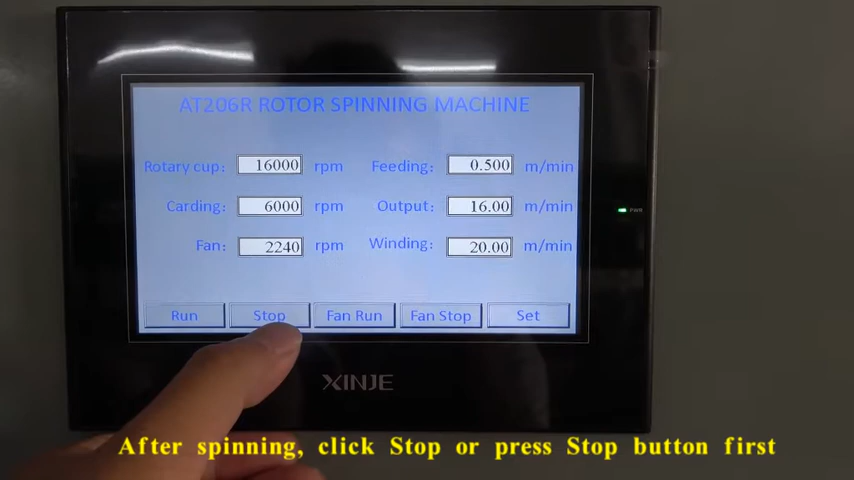 AT206R ROTOR SPINNING MACHINE
Rotary cup: 16000 rpm Feeding: 0.500 m/min
Carding: 6000 rpm Output: 16.00 m/min
Fan: 2240 rpm Winding: 20.00 m/min
Run Stop Fan Run Fan Stop Set
PWR
XINJE
After spinning, click Stop or press Stop button first